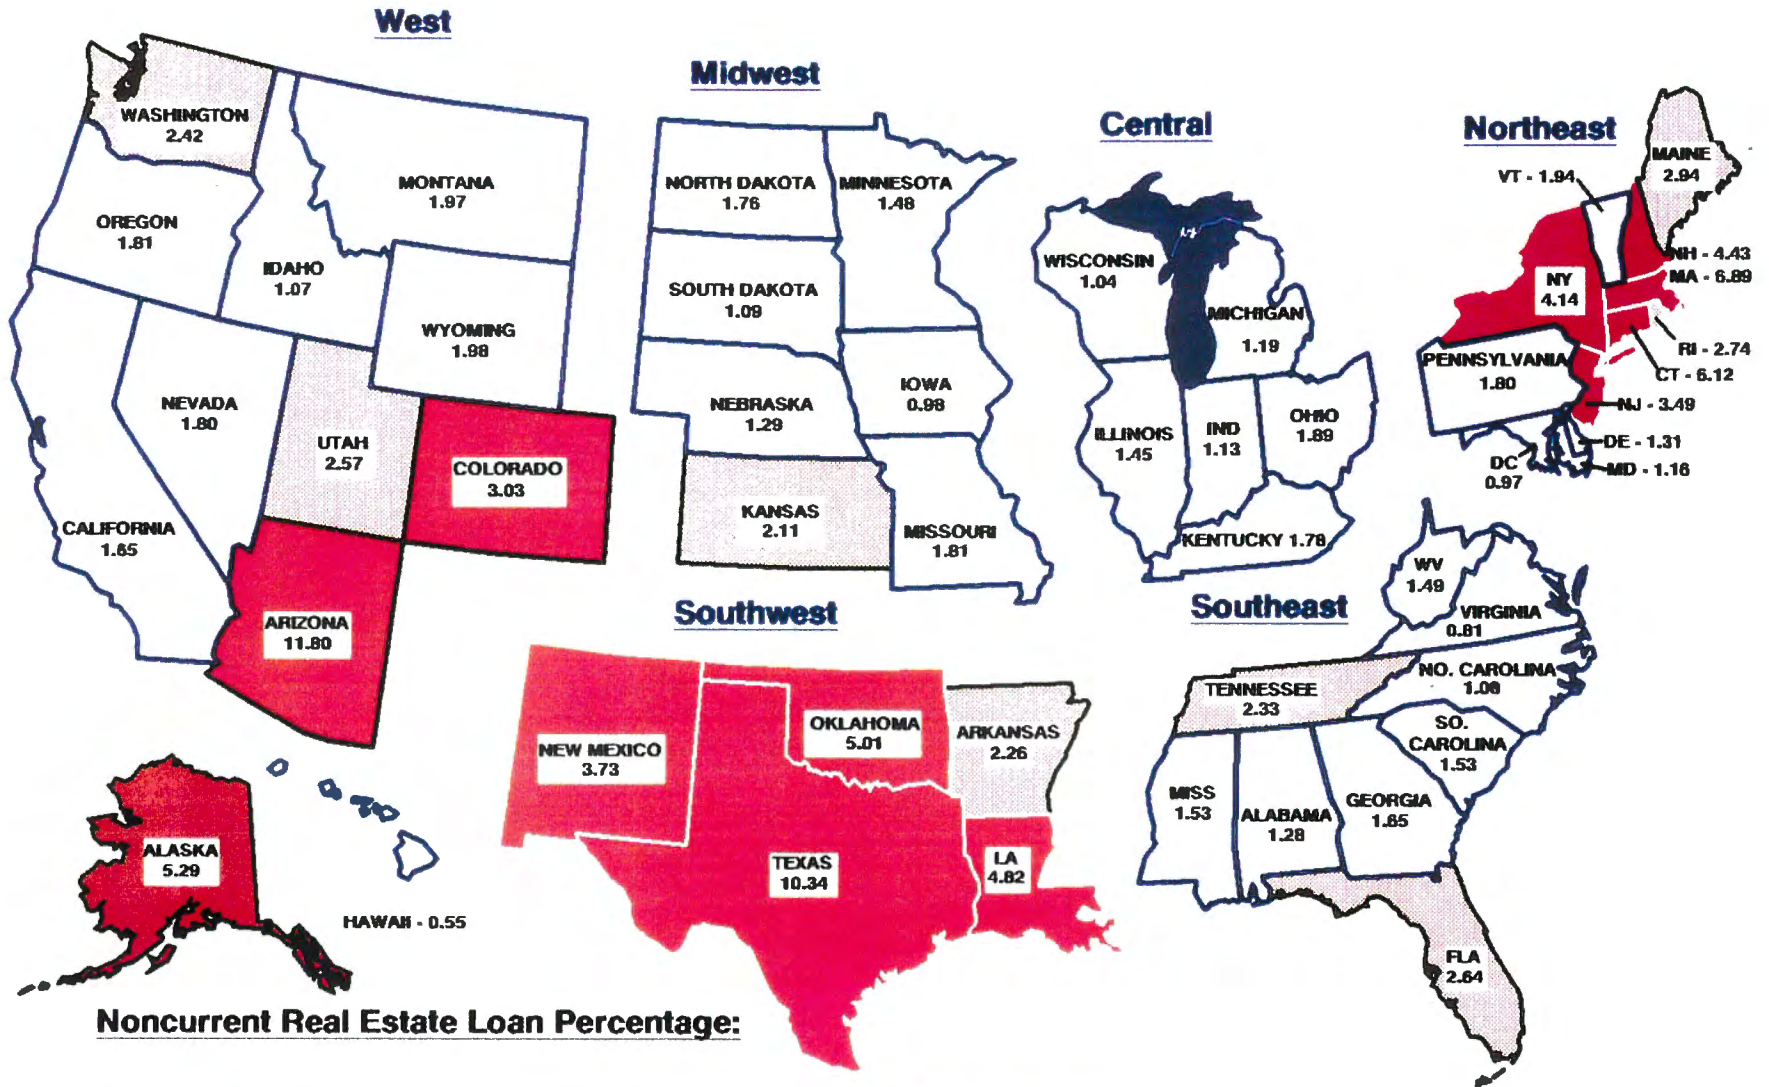 West
WASHINGTON
2.42
MONTANA
1.97
OREGON
1.81
IDAHO
1.07
WYOMING
1.98
NEVADA
1.80
UTAH
2.57
COLORADO
3.03
CALIFORNIA
1.65
ARIZONA
11.80
ALASKA
5.29
HAWAII - 0.55
Midwest
NORTH DAKOTA
1.76
MINNESOTA
1.48
SOUTH DAKOTA
1.09
IOWA
0.98
NEBRASKA
1.29
KANSAS
2.11
MISSOURI
1.81
Central
WISCONSIN
1.04
MICHIGAN
1.19
ILLINOIS
1.45
IND
1.13
OHIO
1.89
KENTUCKY 1.78
Northeast
MAINE
2.94
VT - 1.94
NH - 4.43
MA - 6.89
NY
4.14
RI - 2.74
PENNSYLVANIA
1.80
CT - 6.12
NJ - 3.49
DE - 1.31
DC
0.97
MD - 1.16
Southwest
NEW MEXICO
3.73
OKLAHOMA
5.01
ARKANSAS
2.26
TEXAS
10.34
LA
4.82
Southeast
WV
1.49
VIRGINIA
0.81
TENNESSEE
2.33
NO. CAROLINA
1.08
SO.
CAROLINA
1.53
MISS
1.53
ALABAMA
1.28
GEORGIA
1.65
FLA
2.64
Noncurrent Real Estate Loan Percentage: